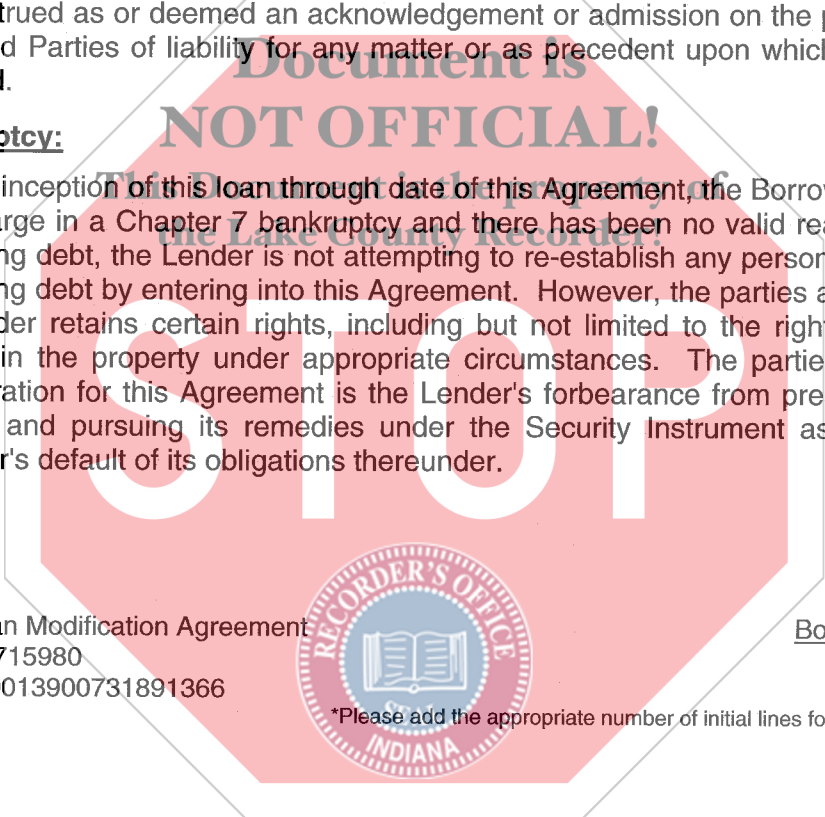 trued as or deemed an acknowledgement or admission on the p
d Parties of liability for any matter or as precedent upon which
d.
Document is
NOT OFFICIAL!
ptcy:
This Document is the property of
inception of this loan through date of this Agreement, the Borrow
arge in a Chapter 7 bankruptcy and there has been no valid rea
the Lake County Recorder!
ng debt, the Lender is not attempting to re-establish any person
ng debt by entering into this Agreement. However, the parties a
der retains certain rights, including but not limited to the right
in the property under appropriate circumstances. The partie
ration for this Agreement is the Lender's forbearance from pre
and pursuing its remedies under the Security Instrument as
r's default of its obligations thereunder.
STOP
RECORDER'S OFFICE
SEAL
INDIANA
an Modification Agreement
Bo
715980
0013900731891366
*Please add the appropriate number of initial lines fo